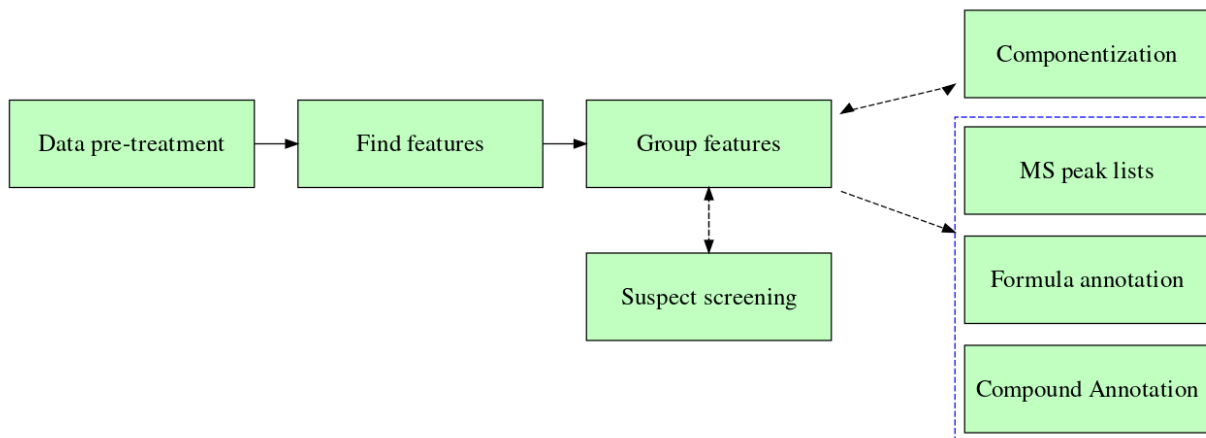 Data pre-treatment
Find features
Group features
Suspect screening
Componentization
MS peak lists
Formula annotation
Compound Annotation